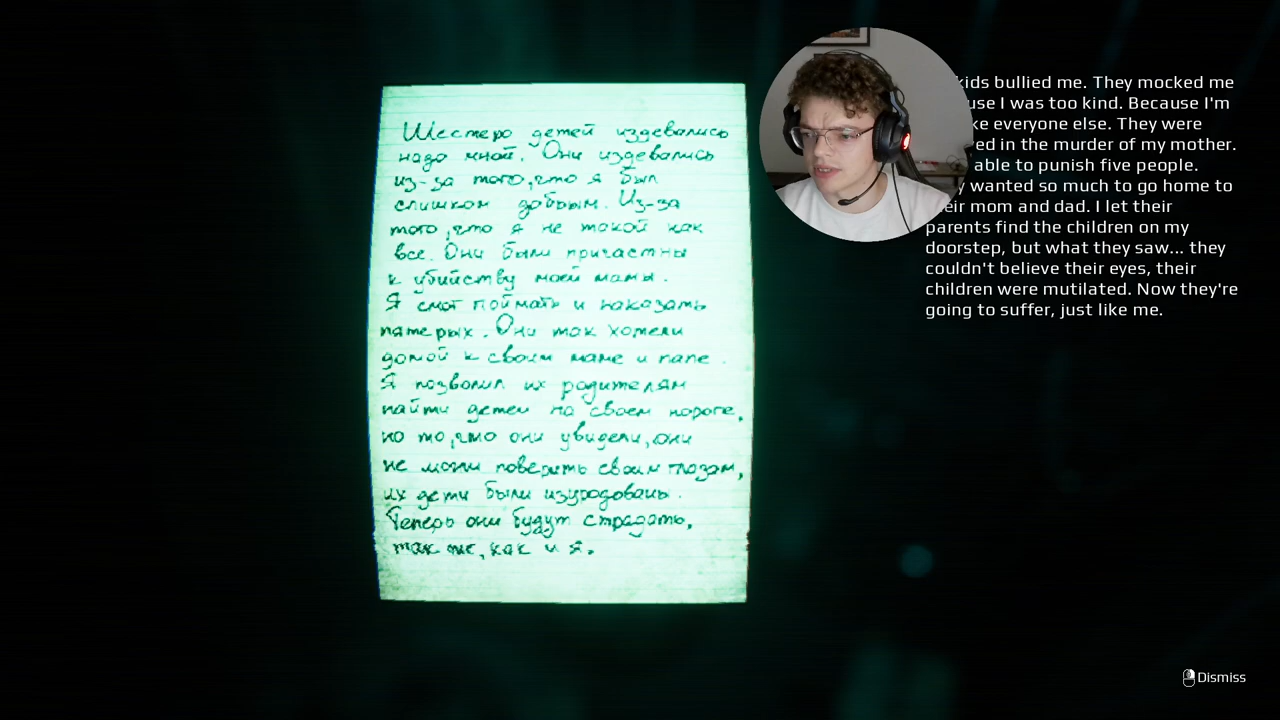 Шестеро детей издевались
надо мной. Они издевались
из-за того, что я был
слишком добрым. Из-за
того, что я не такой как
все. Они были причастны
к убийству моей мамы.
Я смог поймать и наказать
пятерых. Они так хотели
домой к своим маме и папе.
Я позволил их родителям
найти детей на своем пороге,
но то, что они увидели, они
не могли поверить своим глазам,
их дети были изуродованы.
Теперь они будут страдать,
так же, как и я.
kids bullied me. They mocked me
I was too kind. Because I'm
everyone else. They were
in the murder of my mother.
able to punish five people.
wanted so much to go home to
their mom and dad. I let their
parents find the children on my
doorstep, but what they saw... they
couldn't believe their eyes, their
children were mutilated. Now they're
going to suffer, just like me.
Dismiss